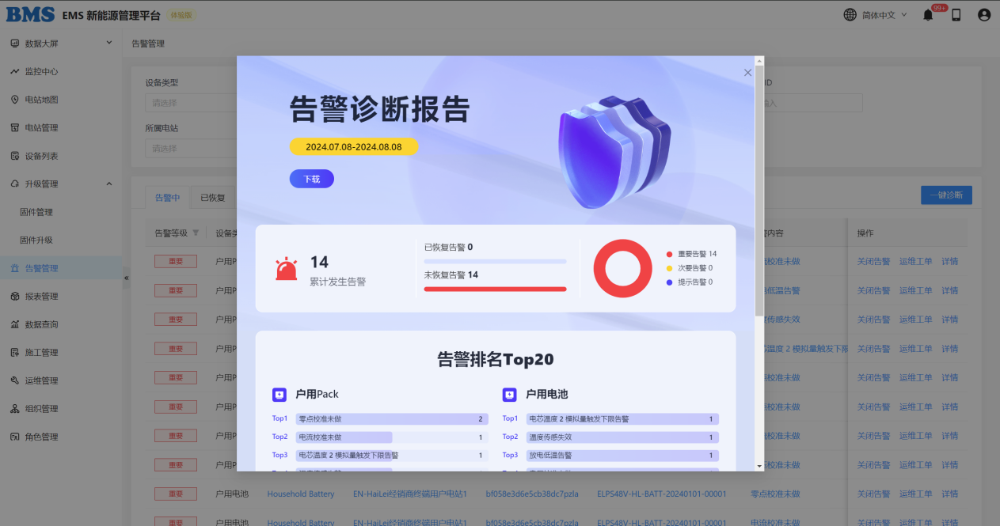 BMS EMS 新能源管理平台 体验版
简体中文 99+
数据大屏
监控中心
电站地图
电站管理
设备列表
升级管理
固件管理
固件升级
告警管理
报表管理
数据查询
施工管理
运维管理
组织管理
角色管理
告警管理
设备类型
请选择
所属电站
请选择
ID
输入
告警中 已恢复
一键诊断
告警等级 设备类
内容 操作
重要 户用P 流校准未做 关闭告警 运维工单 详情
重要 户用P 电低温告警 关闭告警 运维工单 详情
重要 户用P 度传感失效 关闭告警 运维工单 详情
重要 户用P 芯温度 2 模拟量触发下限 关闭告警 运维工单 详情
重要 户用P 点校准未做 关闭告警 运维工单 详情
重要 户用P 流校准未做 关闭告警 运维工单 详情
重要 户用P 流校准未做 关闭告警 运维工单 详情
重要 户用P 点校准未做 关闭告警 运维工单 详情
重要 户用电池 Household Battery EN-HaiLei经销商终端用户电站1 bf058e3d6e5cb38dc7pzla ELPS48V-HL-BATT-20240101-00001 零点校准未做 关闭告警 运维工单 详情
重要 户用电池 Household Battery EN-HaiLei经销商终端用户电站1 bf058e3d6e5cb38dc7pzla ELPS48V-HL-BATT-20240101-00001 电流校准未做 关闭告警 运维工单 详情
告警诊断报告
2024.07.08-2024.08.08
下载
14
累计发生告警
已恢复告警 0
未恢复告警 14
重要告警 14
次要告警 0
提示告警 0
告警排名Top20
户用Pack
Top1 零点校准未做 2
Top2 电流校准未做 1
Top3 电芯温度 2 模拟量触发下限告警 1
户用电池
Top1 电芯温度 2 模拟量触发下限告警 1
Top2 温度传感失效 1
Top3 放电低温告警 1